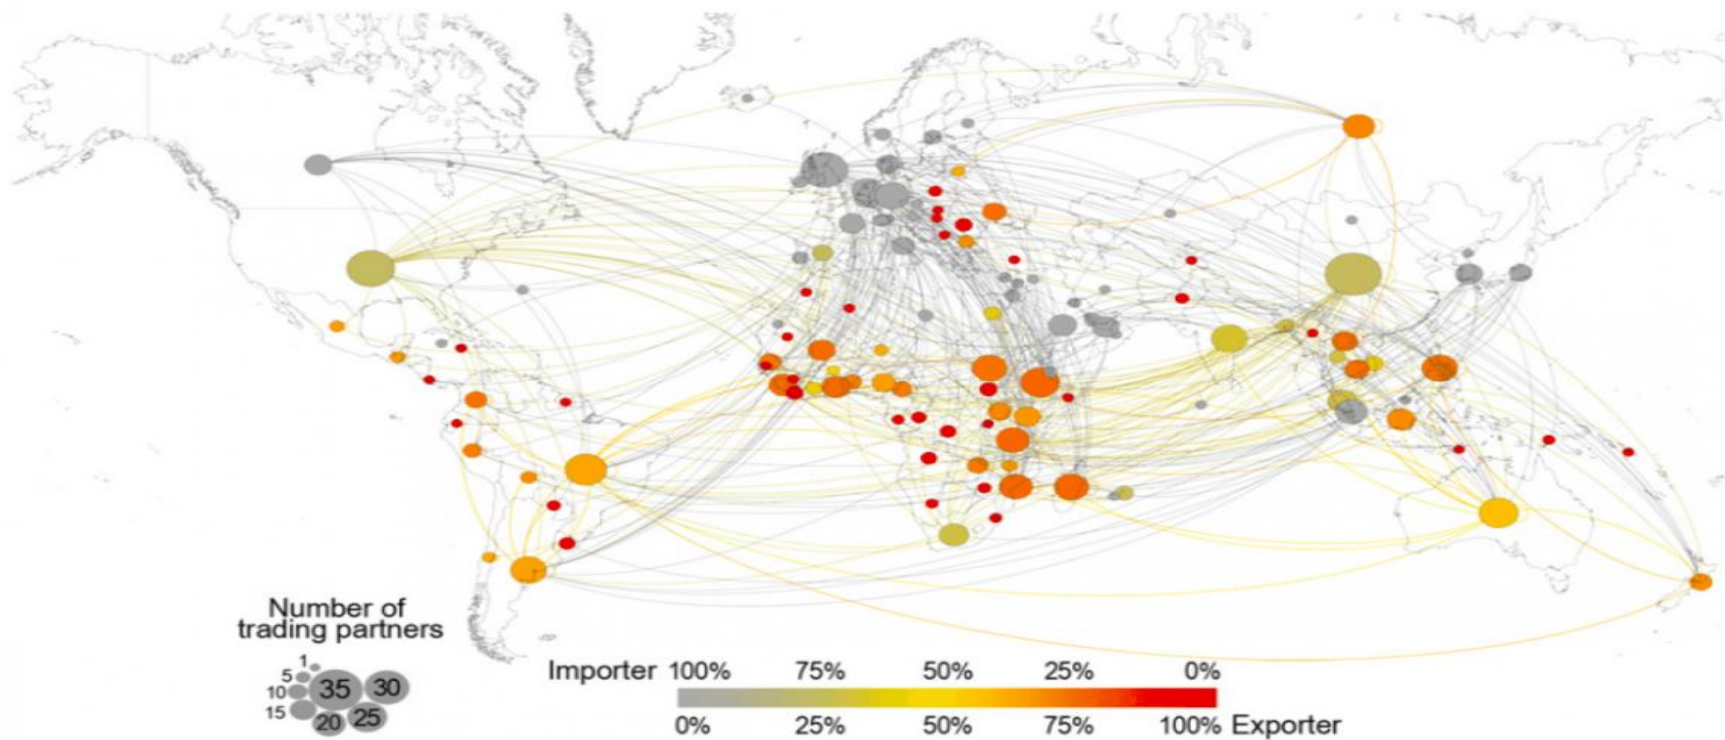 Number of
trading partners
1
5
10
15
35
30
20
25
Importer 100% 75% 50% 25% 0%
0% 25% 50% 75% 100% Exporter